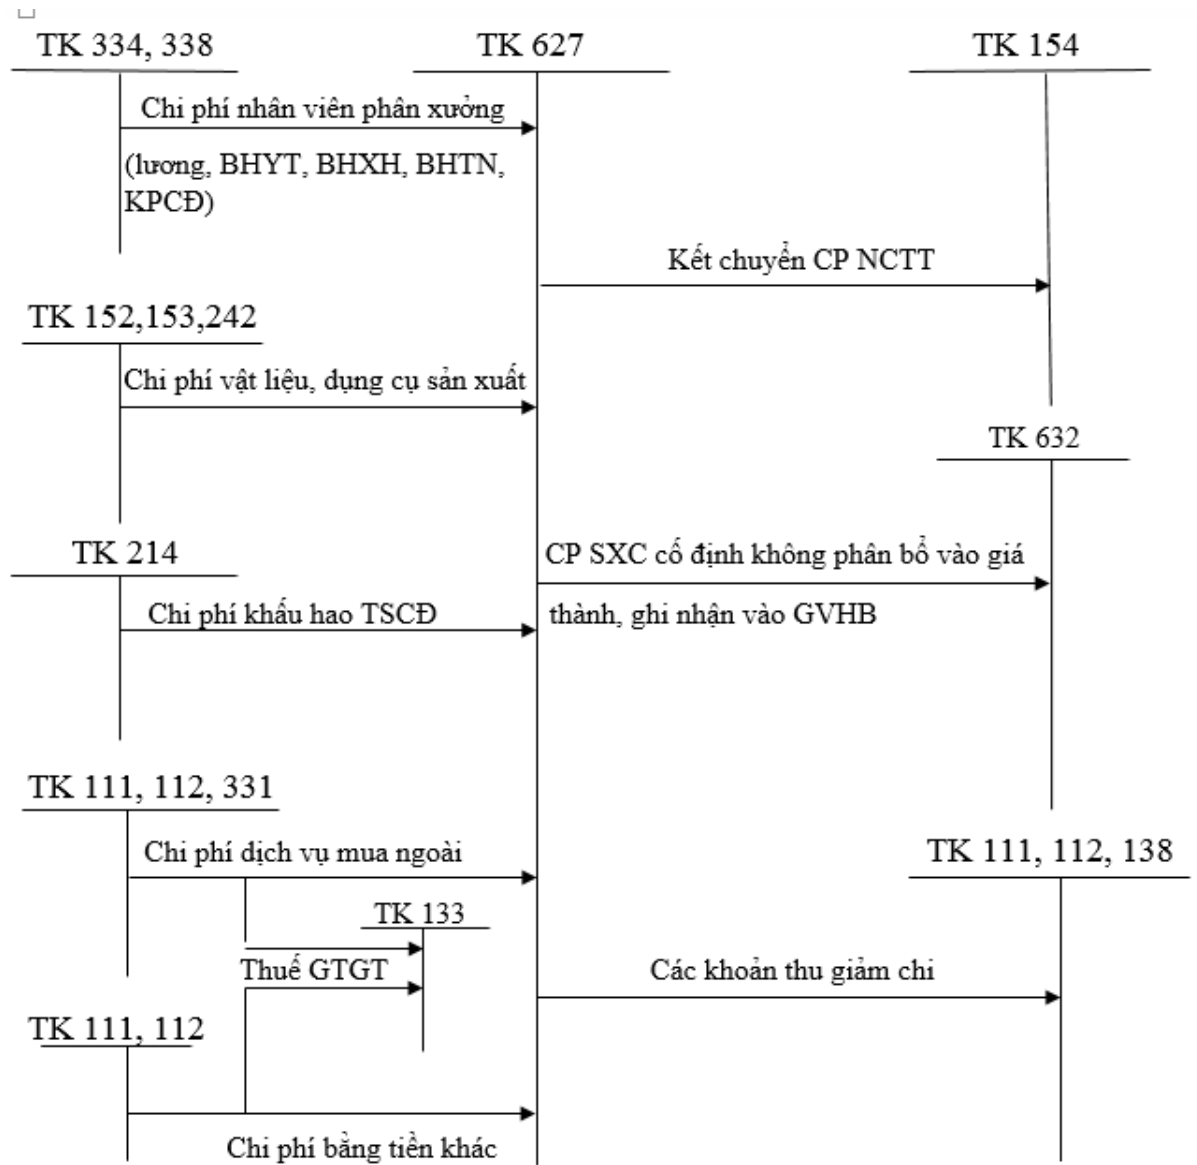 TK 334, 338
TK 627
TK 154
Chi phí nhân viên phân xưởng
(lương, BHYT, BHXH, BHTN,
KPCĐ)
Kết chuyển CP NCTT
TK 152,153,242
Chi phí vật liệu, dụng cụ sản xuất
TK 632
TK 214
CP SXC cố định không phân bổ vào giá
Chi phí khấu hao TSCĐ
thành, ghi nhận vào GVHB
TK 111, 112, 331
Chi phí dịch vụ mua ngoài
TK 111, 112, 138
TK 133
Thuế GTGT
Các khoản thu giảm chi
TK 111, 112
Chi phí bằng tiền khác